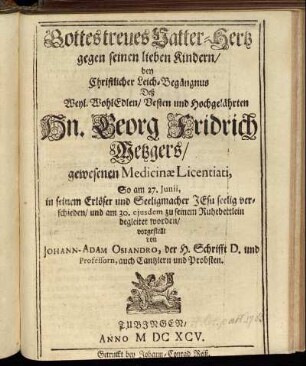 Gottes treues Vatter-Hertz
gegen seinen lieben Kindern/
bey
Christlicher Leich-Begängnus
Deß
Weyl. WohlEdlen/ Vesten und Hochgelährten
Hn. Georg Fridrich
Metzgers/
gewesenen Medicinæ Licentiati,
So am 27. Junii,
in seinem Erlöser und Seeligmacher JEsu seelig ver-
schieden/ und am 30. ejusdem zu seinem Ruhebettlein
begleitet worden/
vorgestellt
von
JOHANN-ADAM OSIANDRO, der H. Schrifft D. und
Professorn, auch Cantzlern und Probsten.
TUBINGEN,
ANNO M DC XCV.
Getruckt bey Johann-Conrad Reiß.